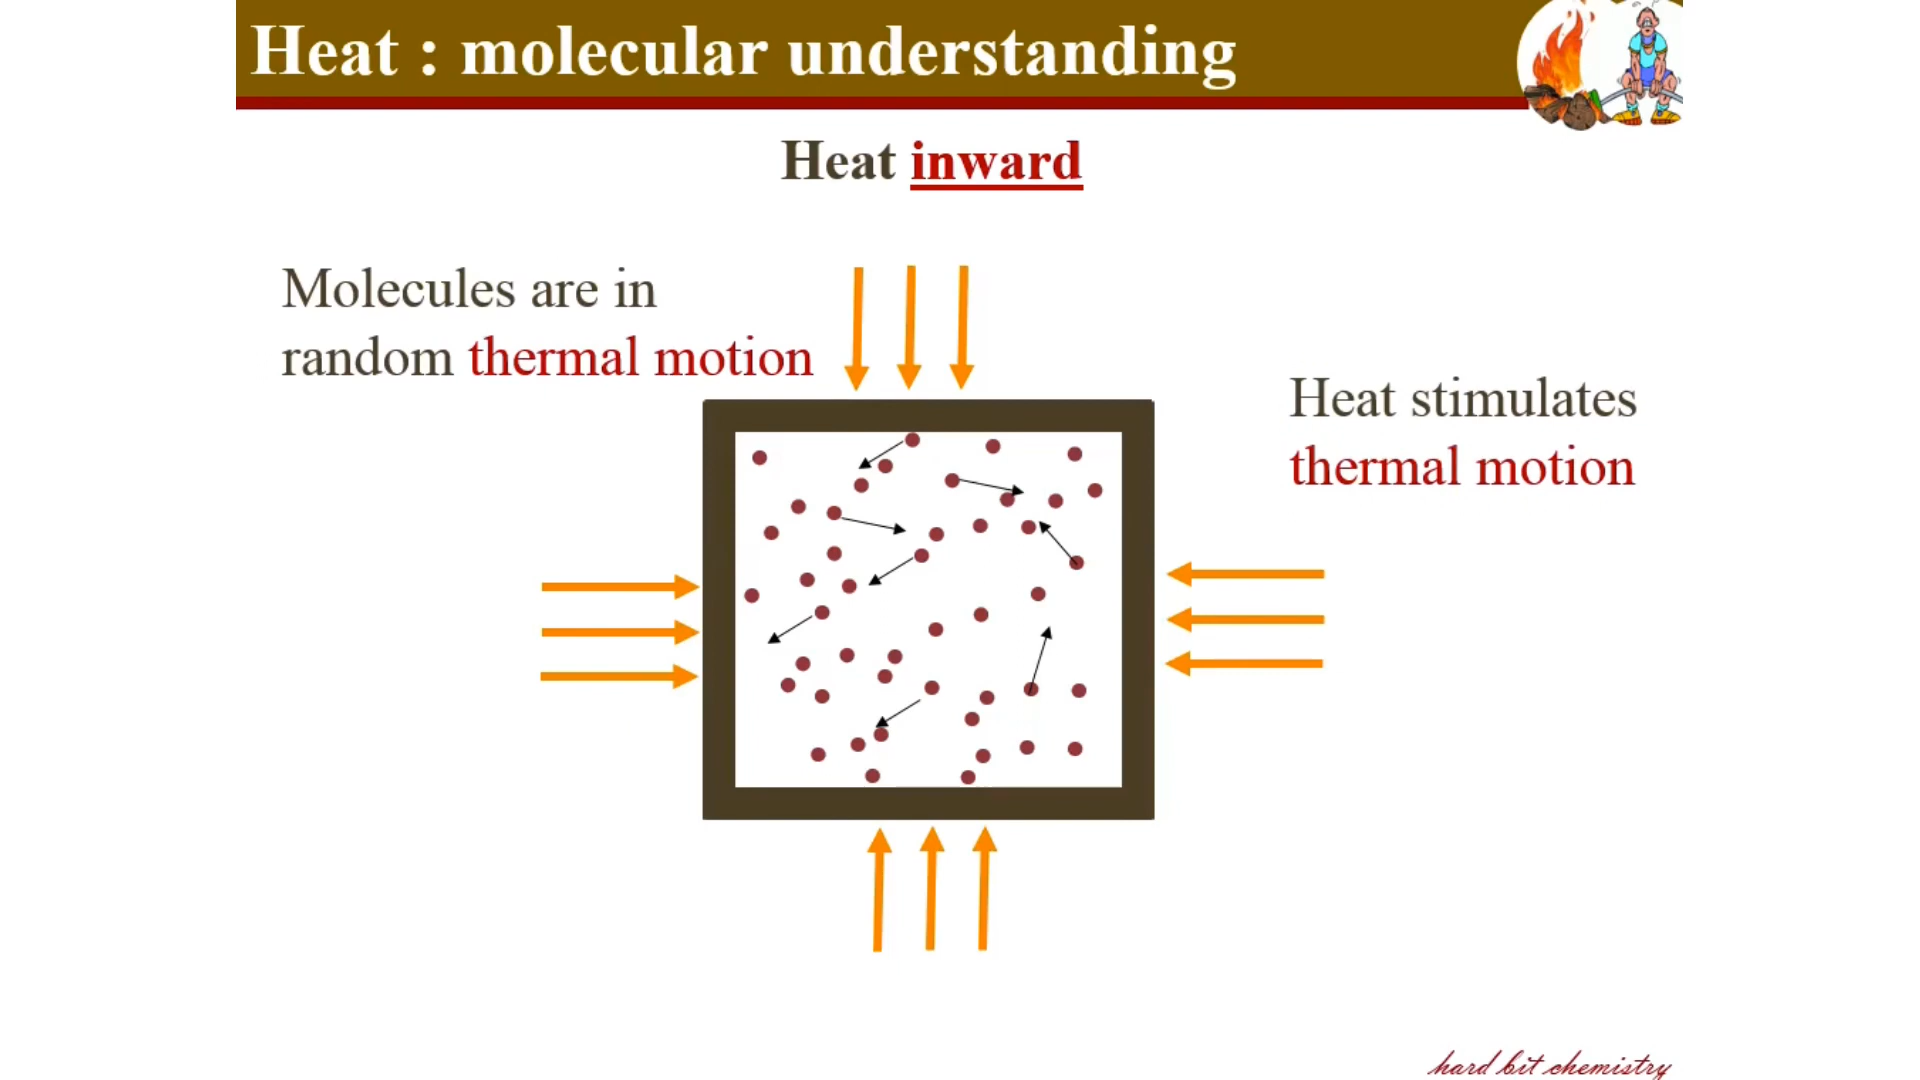 Heat : molecular understanding
Heat inward
Molecules are in
random thermal motion
Heat stimulates
thermal motion
hard bit chemistry